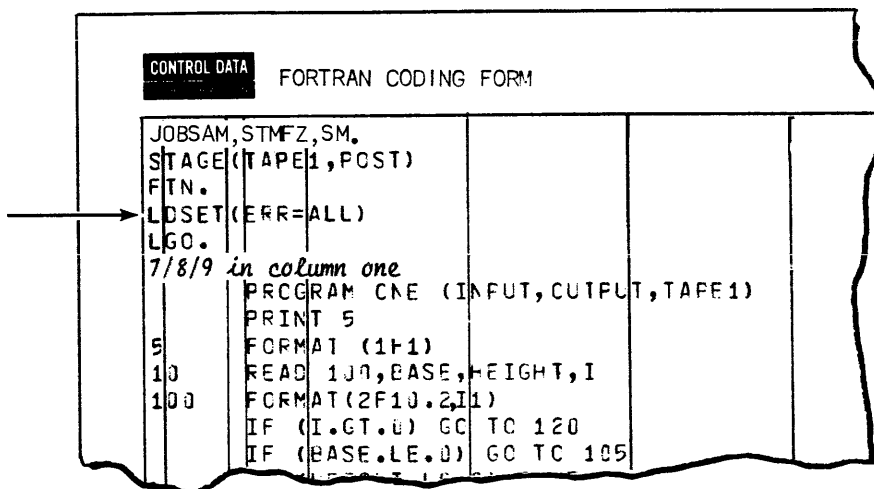 CONTROL DATA
FORTRAN CODING FORM
JOBSAM,STMFZ,SM.
STAGE(TAPE1,POST)
FTN.
LDSET(ERR=ALL)
LGO.
7/8/9 in column one
PROGRAM ONE (INPUT,OUTPUT,TAPE1)
PRINT 5
5 FORMAT (1H1)
10 READ 100,BASE,HEIGHT,I
100 FORMAT(2F10.2,I1)
IF (I.GT.0) GO TO 120
IF (BASE.LE.0) GO TO 105